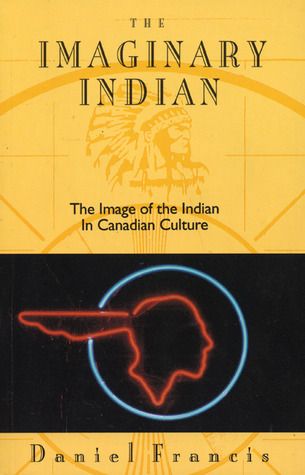 THE
IMAGINARY
INDIAN
The Image of the Indian
In Canadian Culture
Daniel Francis